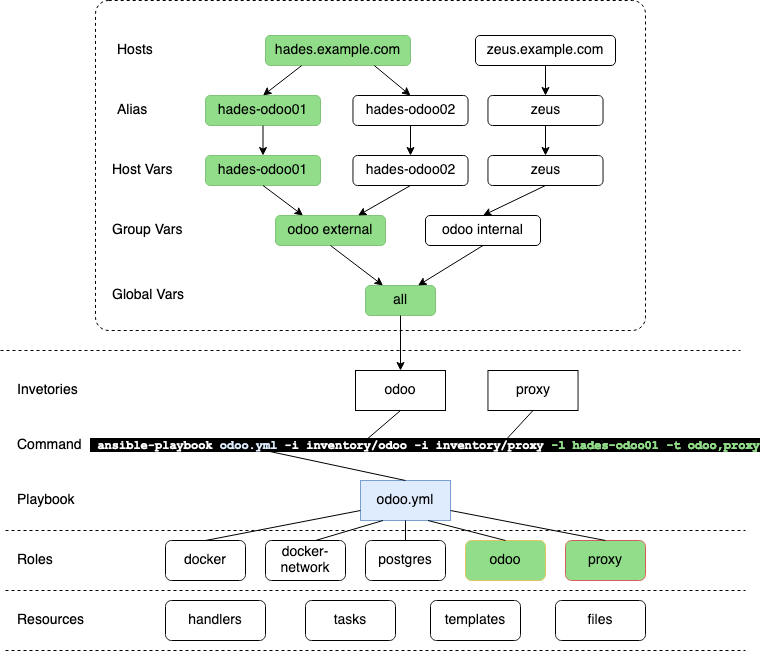 Hosts
hades.example.com
zeus.example.com
Alias
hades-odoo01
hades-odoo02
zeus
Host Vars
hades-odoo01
hades-odoo02
zeus
Group Vars
odoo external
odoo internal
Global Vars
all
Invetories
odoo
proxy
Command
ansible-playbook odoo.yml -i inventory/odoo -i inventory/proxy -l hades-odoo01 -t odoo,proxy
Playbook
odoo.yml
Roles
docker
docker-
network
postgres
odoo
proxy
Resources
handlers
tasks
templates
files